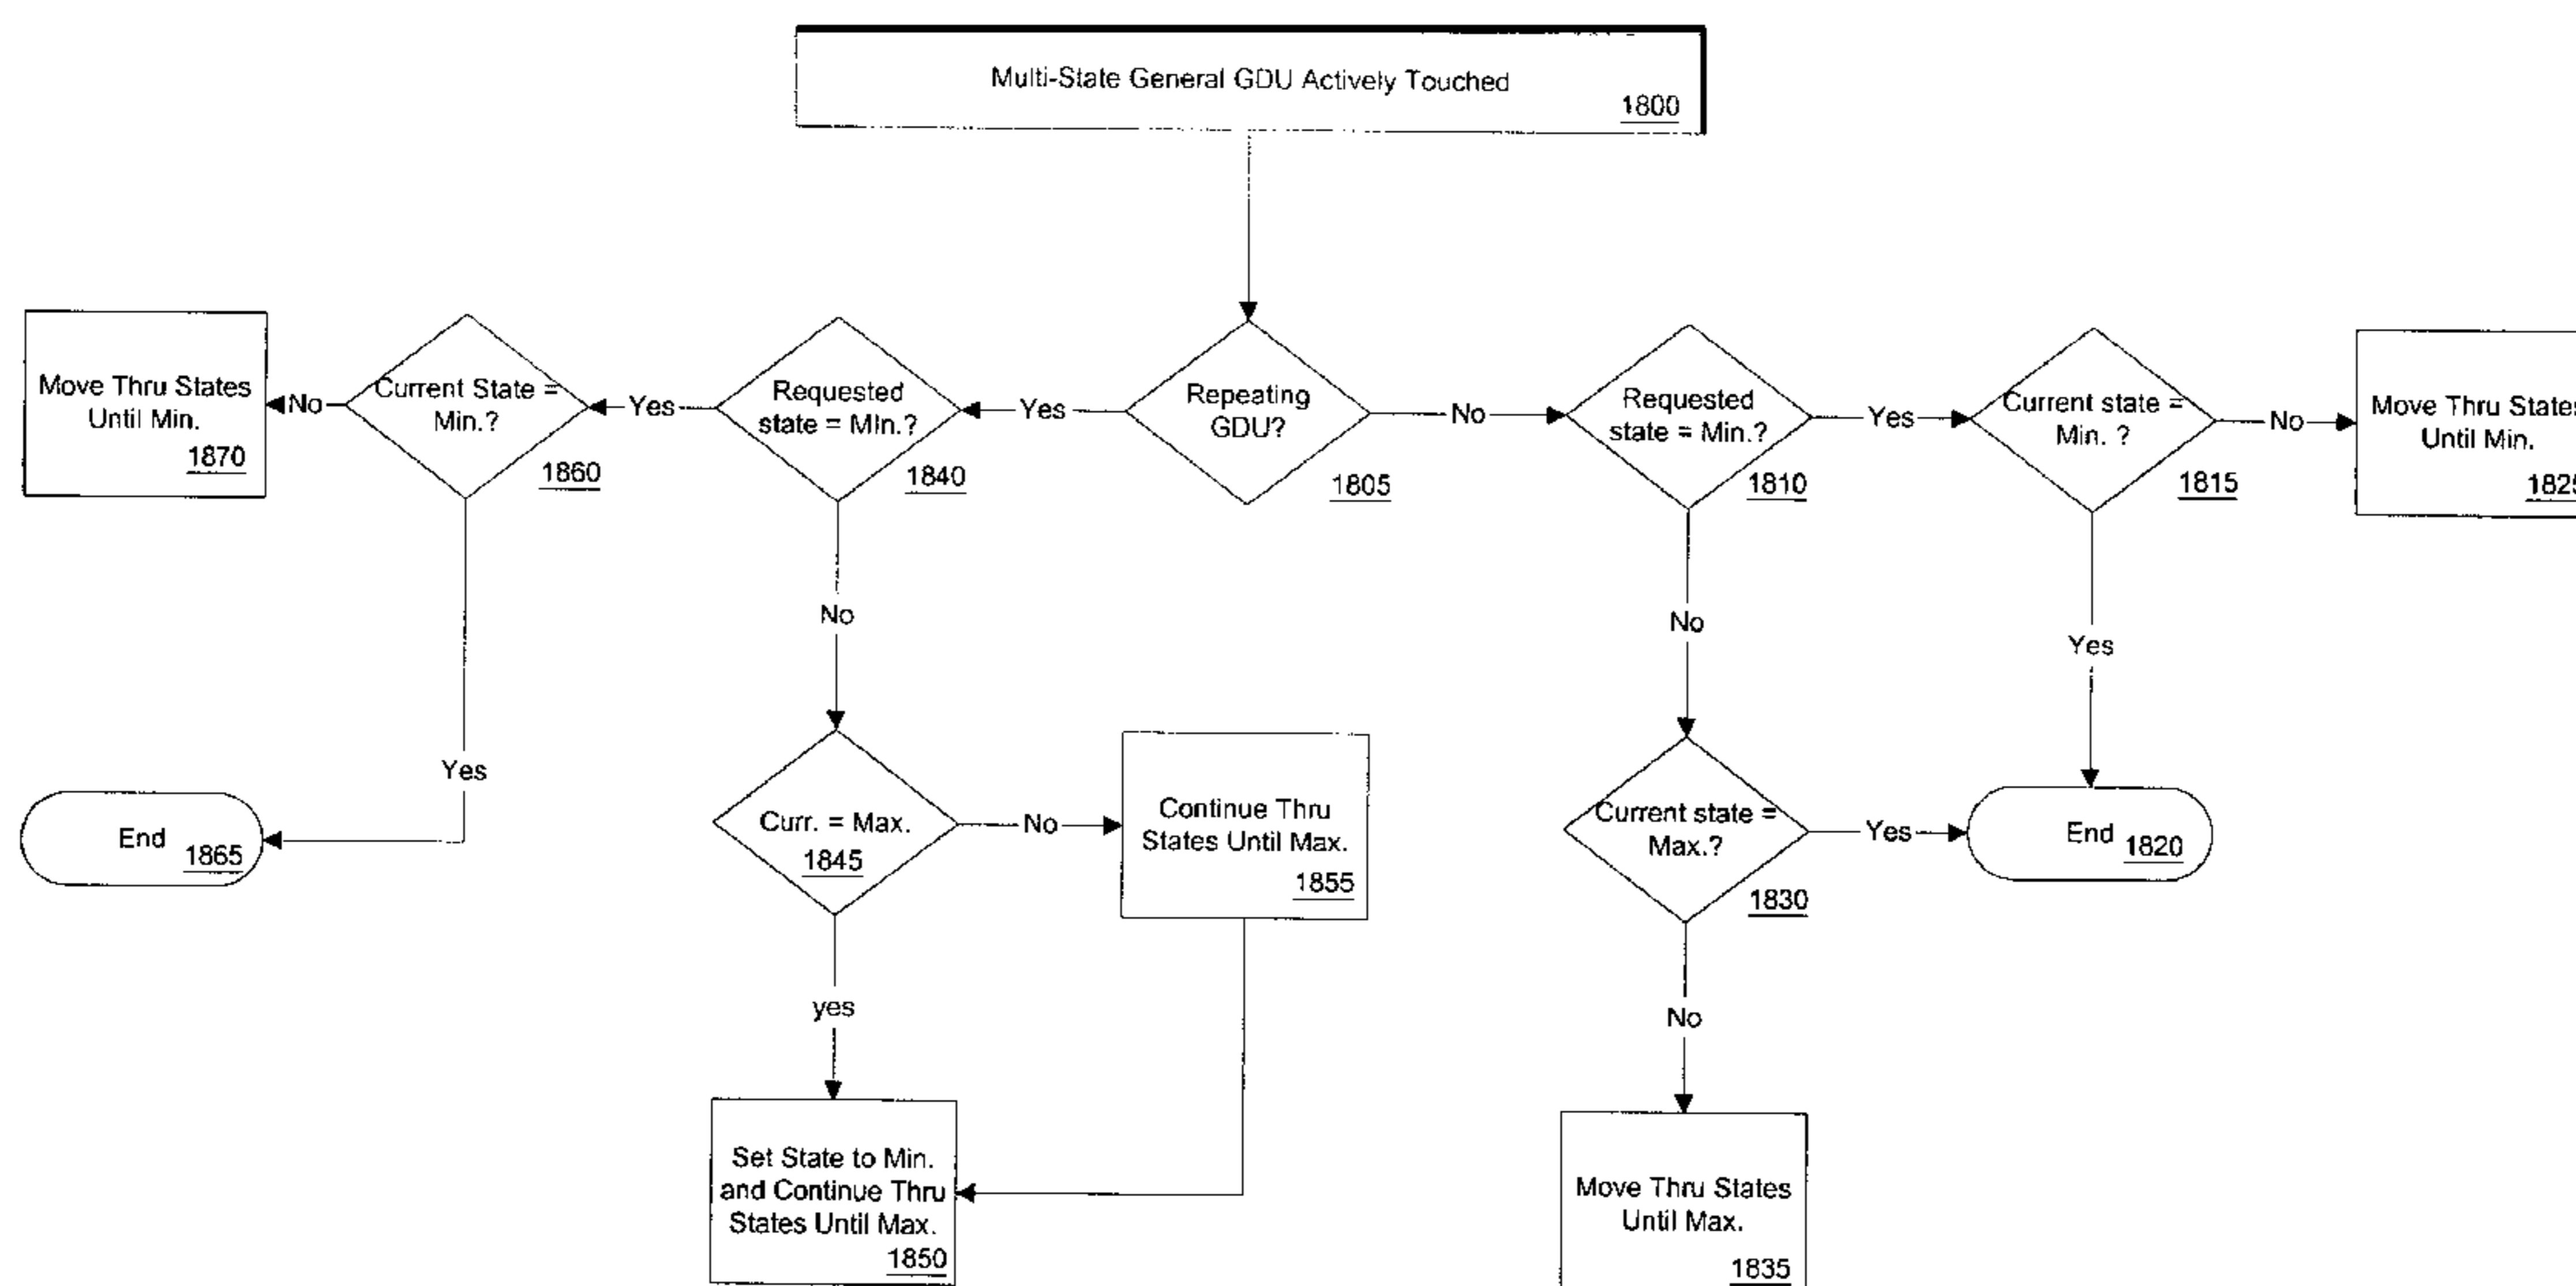 Multi-State General GDU Actively Touched
1800
Move Thru States
Until Min.
1870
No
Current State =
Min.?
1860
Yes
Requested
state = Min.?
1840
Yes
Repeating
GDU?
1805
No
Requested
state = Min.?
1810
Yes
Current state =
Min. ?
1815
No
Move Thru States
Until Min.
1825
No
No
Yes
Yes
End
1865
Curr. = Max.
1845
No
Continue Thru
States Until Max.
1855
Current state =
Max.?
1830
Yes
End
1820
yes
No
Set State to Min.
and Continue Thru
States Until Max.
1850
Move Thru States
Until Max.
1835